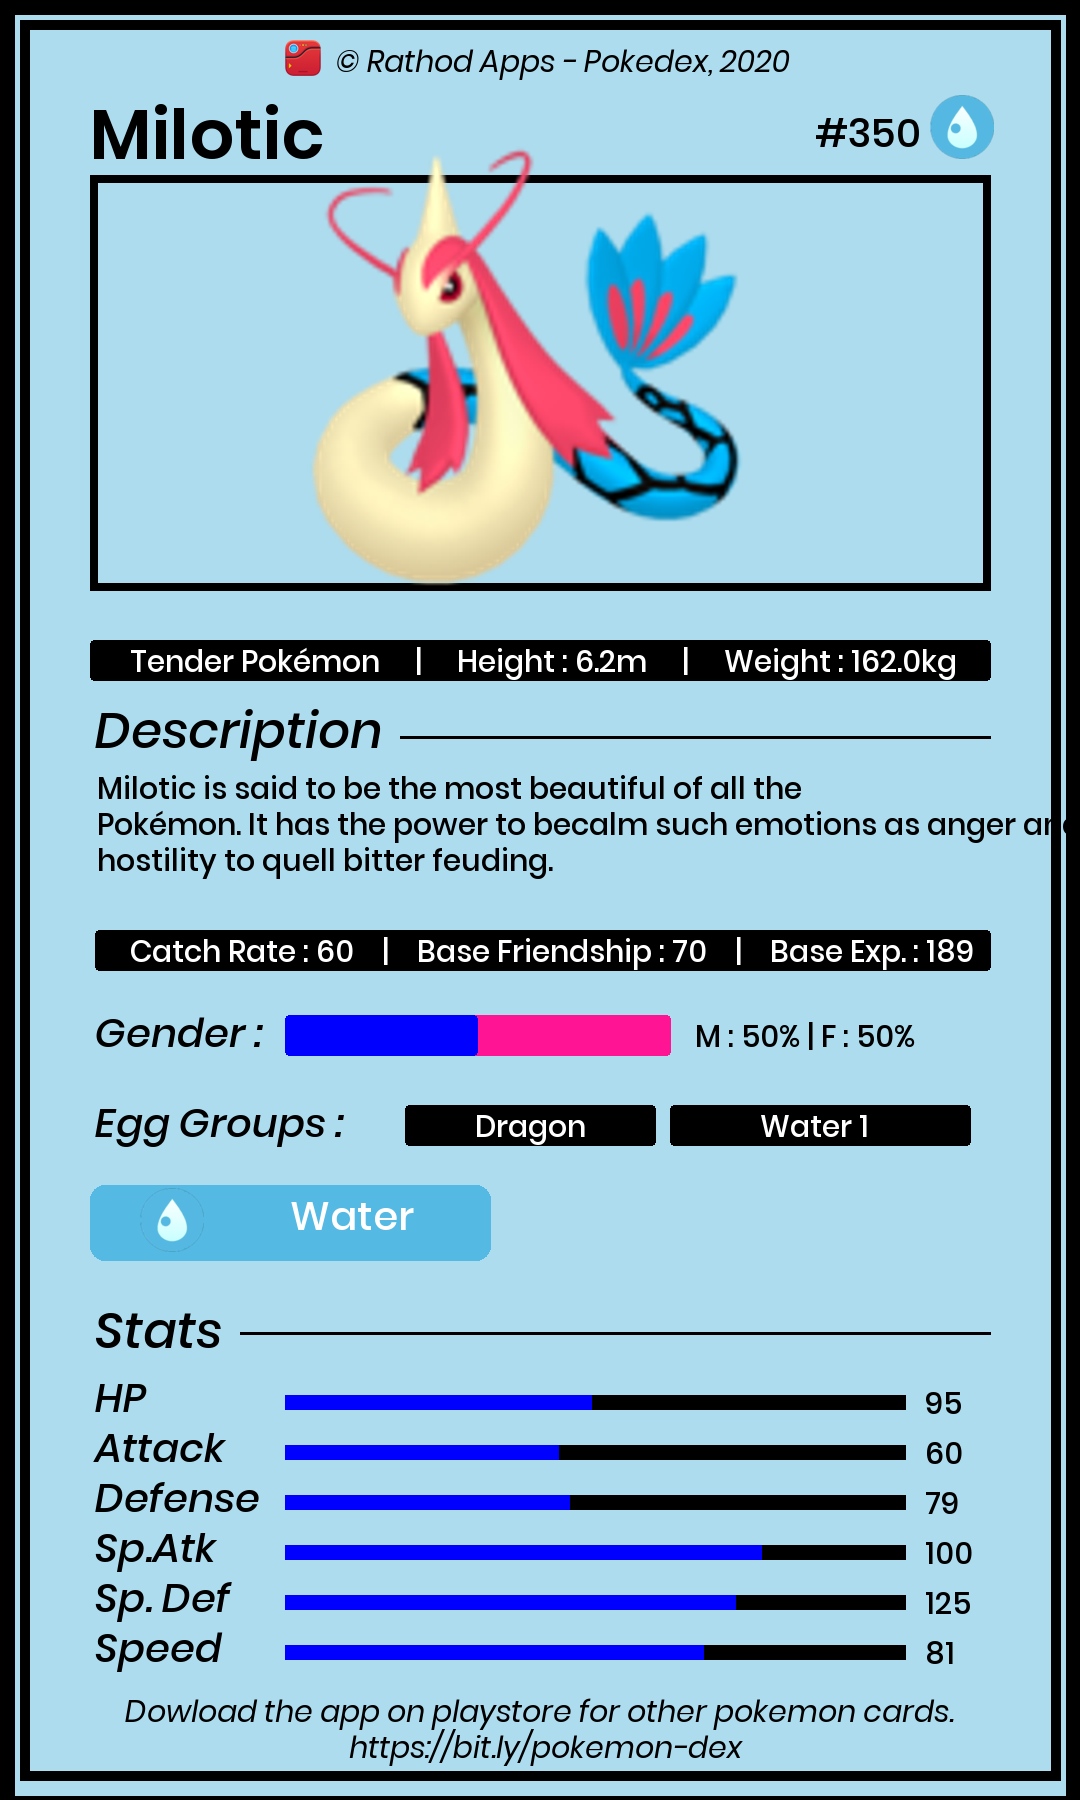 © Rathod Apps - Pokedex, 2020
Milotic
#350
Tender Pokémon | Height : 6.2m | Weight : 162.0kg
Description
Milotic is said to be the most beautiful of all the
Pokémon. It has the power to becalm such emotions as anger and
hostility to quell bitter feuding.
Catch Rate : 60 | Base Friendship : 70 | Base Exp. : 189
Gender : M : 50% | F : 50%
Egg Groups : Dragon Water 1
Water
Stats
HP 95
Attack 60
Defense 79
Sp.Atk 100
Sp. Def 125
Speed 81
Dowload the app on playstore for other pokemon cards.
https://bit.ly/pokemon-dex